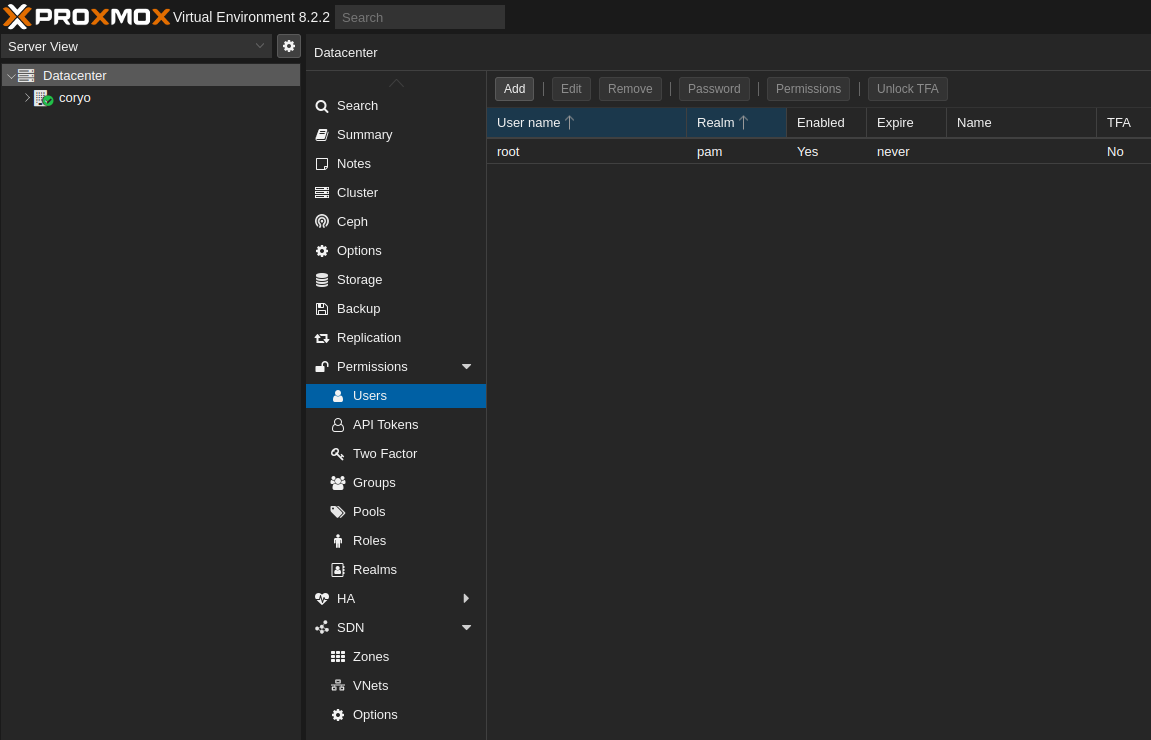 PROXMOX Virtual Environment 8.2.2 Search
Server View
Datacenter
coryo
Datacenter
Search
Summary
Notes
Cluster
Ceph
Options
Storage
Backup
Replication
Permissions
Users
API Tokens
Two Factor
Groups
Pools
Roles
Realms
HA
SDN
Zones
VNets
Options
Add Edit Remove Password Permissions Unlock TFA
User name Realm Enabled Expire Name TFA
root pam Yes never No